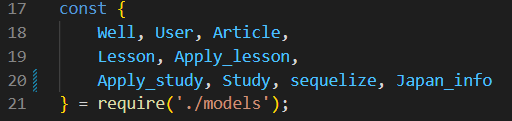 17 const {
18 Well, User, Article,
19 Lesson, Apply_lesson,
20 Apply_study, Study, sequelize, Japan_info
21 } = require('./models');